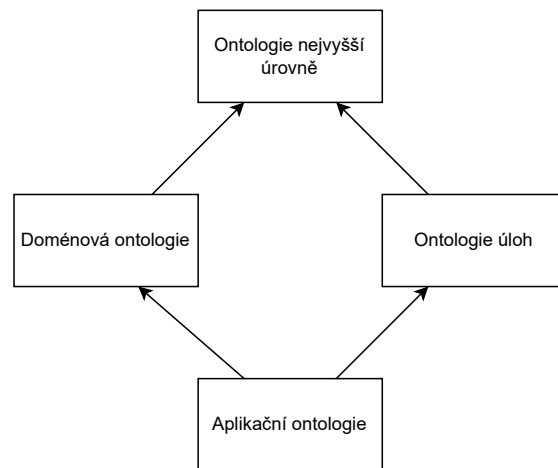 Ontologie nejvyšší
úrovně
Doménová ontologie
Ontologie úloh
Aplikační ontologie